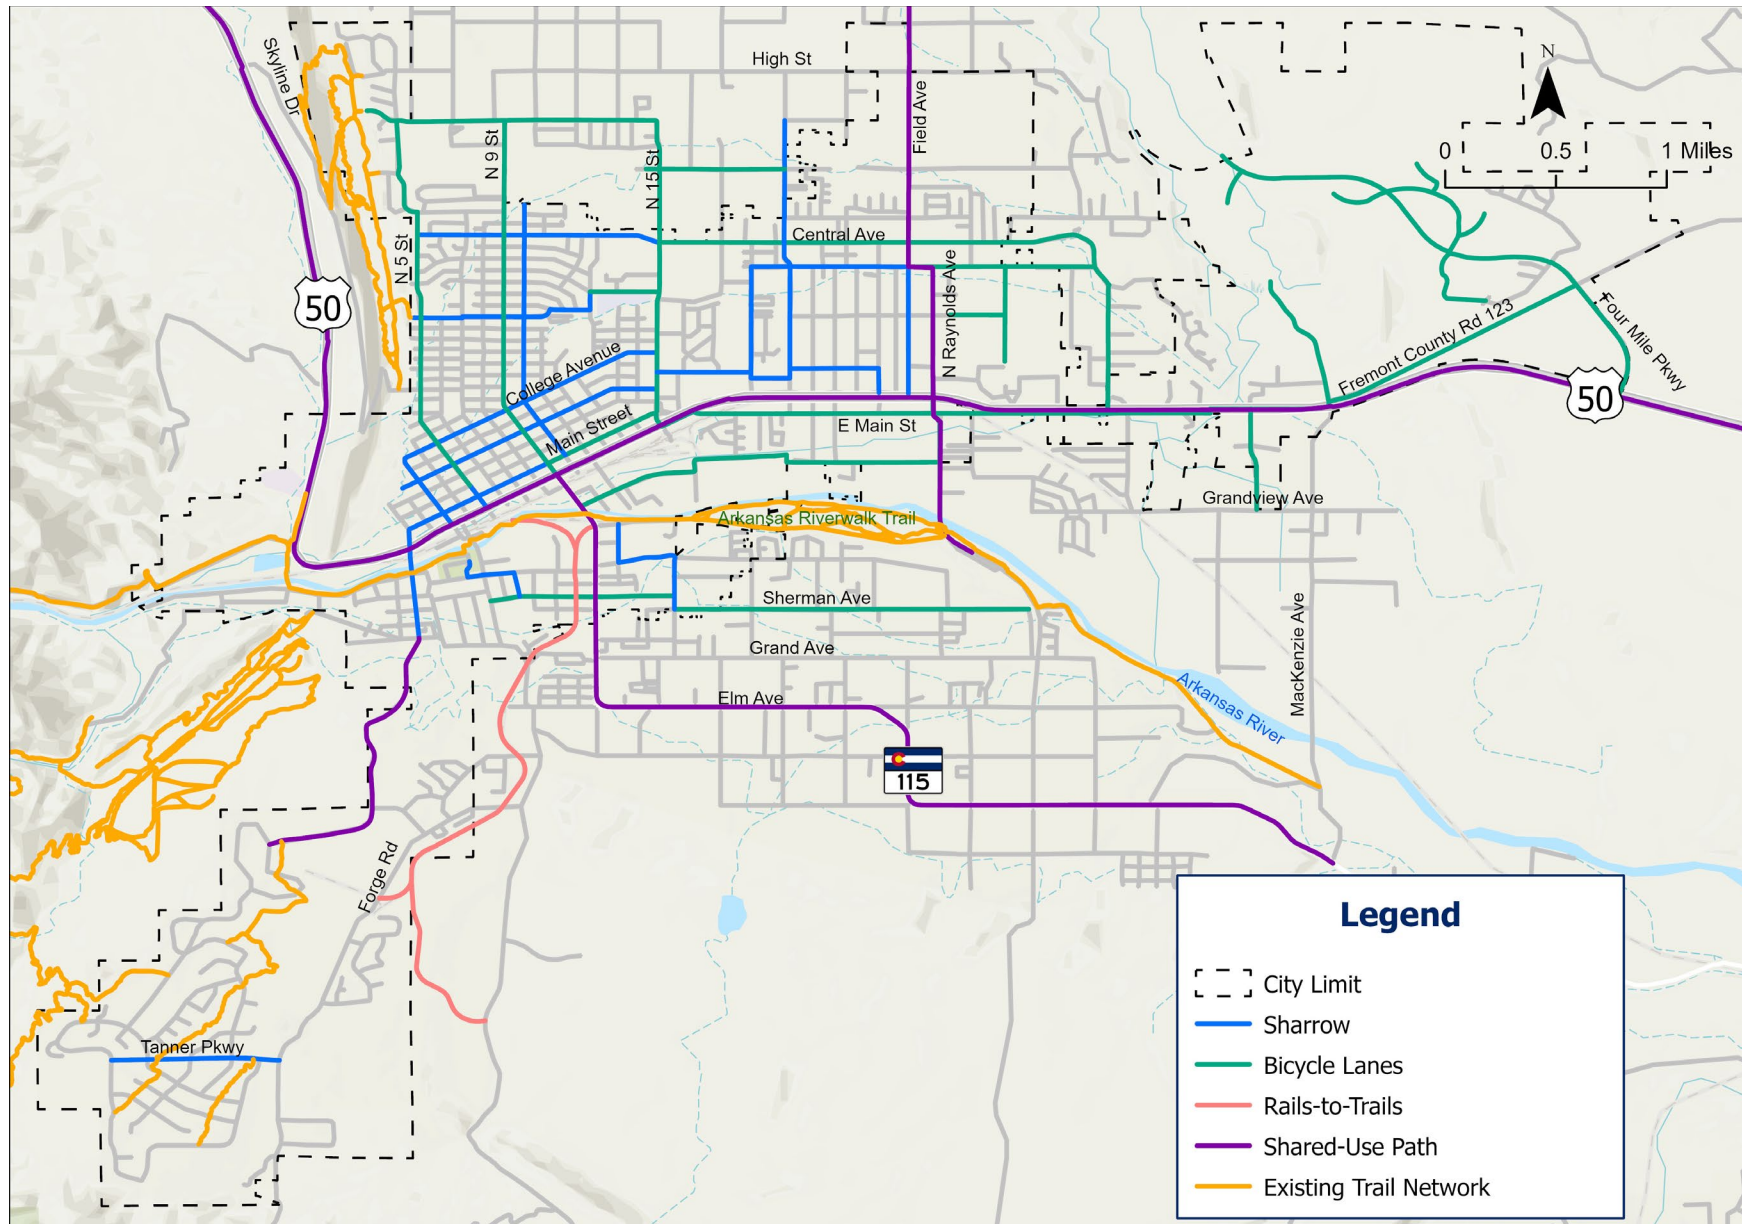 High St
Skyline Dr
Field Ave
N
0 0.5 1 Miles
N 9 St
N 15 St
N 5 St
Central Ave
N Raynolds Ave
50
Fremont County Rd 123
Four Mile Pkwy
College Avenue
50
Main Street
E Main St
Grandview Ave
Arkansas Riverwalk Trail
Sherman Ave
MacKenzie Ave
Grand Ave
Elm Ave
Arkansas River
115
Forge Rd
Tanner Pkwy
Legend
City Limit
Sharrow
Bicycle Lanes
Rails-to-Trails
Shared-Use Path
Existing Trail Network